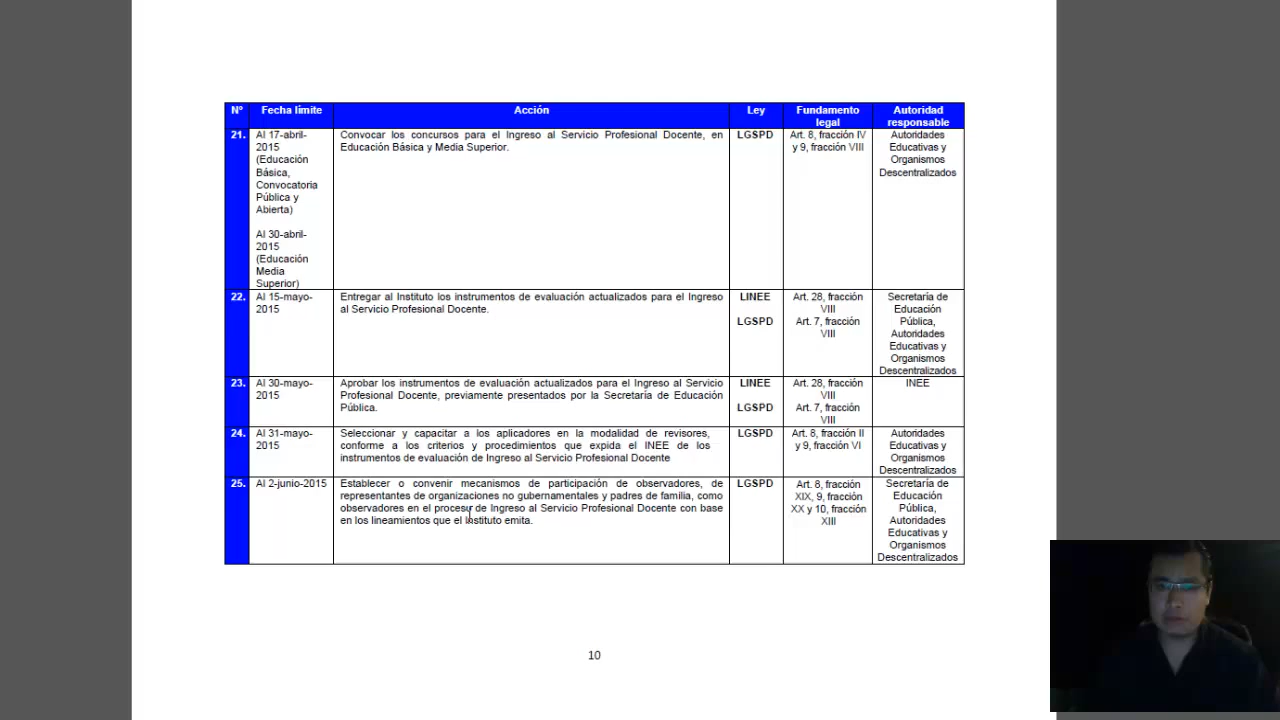 Nº Fecha límite Acción Ley Fundamento legal Autoridad responsable
21.
Al 17-abril-
2015
(Educación
Básica,
Convocatoria
Pública y
Abierta)
Al 30-abril-
2015
(Educación
Media
Superior)
Convocar los concursos para el Ingreso al Servicio Profesional Docente, en
Educación Básica y Media Superior.
LGSPD
Art. 8, fracción IV
y 9, fracción VIII
Autoridades
Educativas y
Organismos
Descentralizados
22.
Al 15-mayo-
2015
Entregar al Instituto los instrumentos de evaluación actualizados para el Ingreso
al Servicio Profesional Docente.
LINEE
LGSPD
Art. 28, fracción
VIII
Art. 7, fracción
VIII
Secretaría de
Educación
Pública,
Autoridades
Educativas y
Organismos
Descentralizados
23.
Al 30-mayo-
2015
Aprobar los instrumentos de evaluación actualizados para el Ingreso al Servicio
Profesional Docente, previamente presentados por la Secretaría de Educación
Pública.
LINEE
LGSPD
Art. 28, fracción
VIII
Art. 7, fracción
VIII
INEE
24.
Al 31-mayo-
2015
Seleccionar y capacitar a los aplicadores en la modalidad de revisores,
conforme a los criterios y procedimientos que expida el INEE de los
instrumentos de evaluación de Ingreso al Servicio Profesional Docente
LGSPD
Art. 8, fracción II
y 9, fracción VI
Autoridades
Educativas y
Organismos
Descentralizados
25.
Al 2-junio-2015
Establecer o convenir mecanismos de participación de observadores, de
representantes de organizaciones no gubernamentales y padres de familia, como
observadores en el proceso de Ingreso al Servicio Profesional Docente con base
en los lineamientos que el Instituto emita.
LGSPD
Art. 8, fracción
XIX, 9, fracción
XX y 10, fracción
XIII
Secretaría de
Educación
Pública,
Autoridades
Educativas y
Organismos
Descentralizados
10